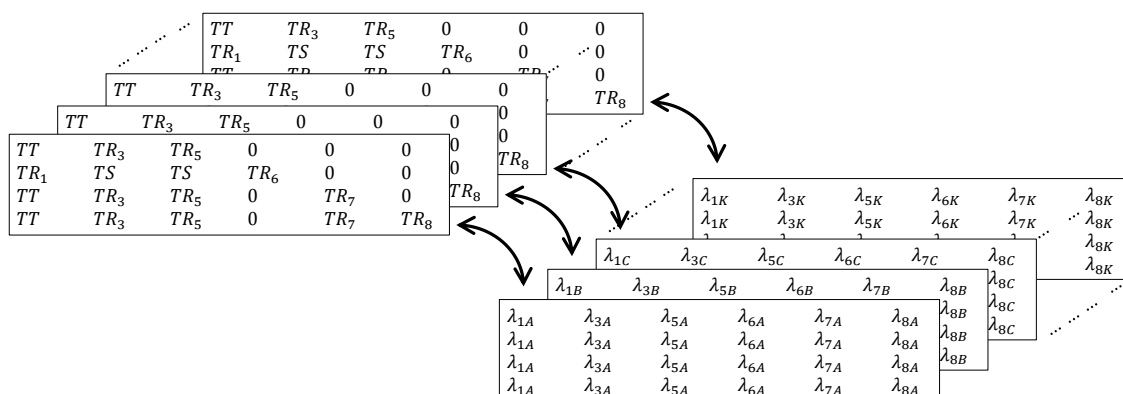 TT TR₃ TR₅ 0 0 0
TR₁ TS TS TR₆ 0 0
0
TR₈
TT TR₃ TR₅ 0 0 0
0
0
TR₈
TT TR₃ TR₅ 0 0 0
0
0
TR₈
TT TR₃ TR₅ 0 0 0
TR₁ TS TS TR₆ 0 0
TT TR₃ TR₅ 0 TR₇ 0
TT TR₃ TR₅ 0 TR₇ TR₈
λ₁K λ₃K λ₅K λ₆K λ₇K λ₈K
λ₁K λ₃K λ₅K λ₆K λ₇K λ₈K
λ₈K
λ₈K
λ₁C λ₃C λ₅C λ₆C λ₇C λ₈C
λ₈C
λ₈C
λ₈C
λ₁B λ₃B λ₅B λ₆B λ₇B λ₈B
λ₈B
λ₈B
λ₈B
λ₁A λ₃A λ₅A λ₆A λ₇A λ₈A
λ₁A λ₃A λ₅A λ₆A λ₇A λ₈A
λ₁A λ₃A λ₅A λ₆A λ₇A λ₈A
λ₁A λ₃A λ₅A λ₆A λ₇A λ₈A